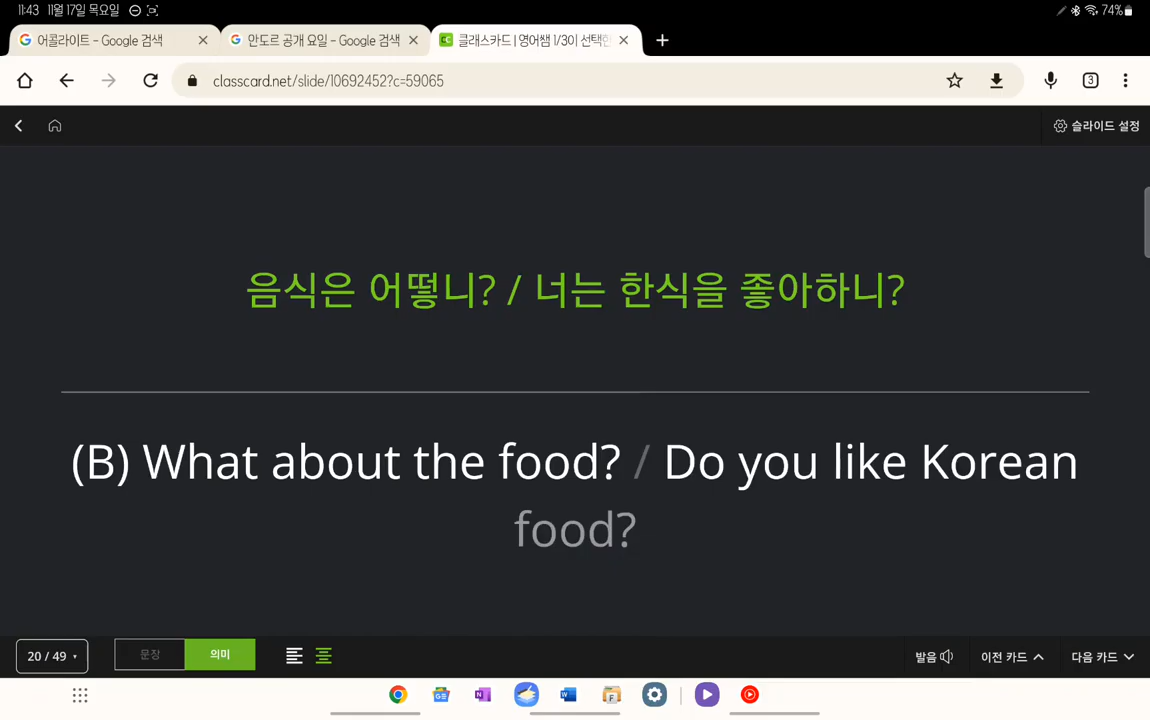 11:43 11월 17일 목요일
74%
어콜라이트 - Google 검색
안도르 공개 요일 - Google 검색
클래스카드 | 영어쌤 1/3이 선택한
classcard.net/slide/10692452?c=59065
3
슬라이드 설정
음식은 어떻니? / 너는 한식을 좋아하니?
(B) What about the food? / Do you like Korean
food?
20 / 49
문장
의미
발음
이전 카드
다음 카드